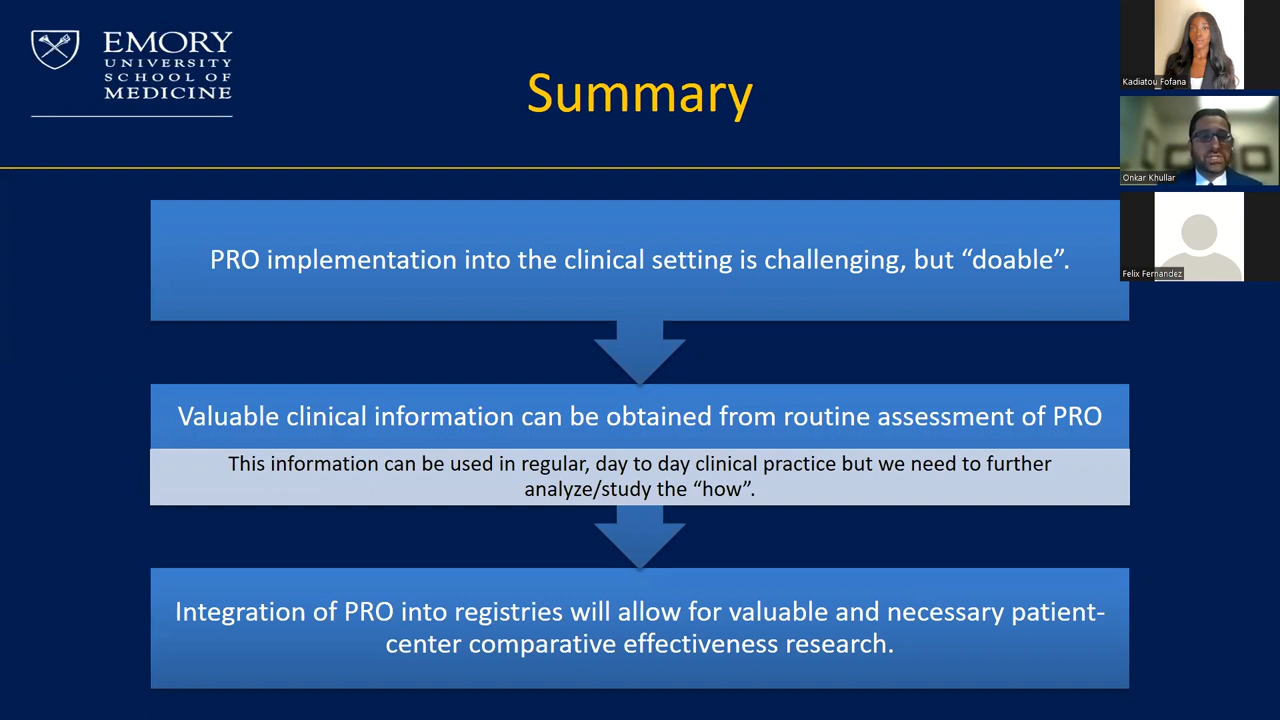 EMORY
UNIVERSITY
SCHOOL OF
MEDICINE
Summary
Kadiatou Fofana
Onkar Khullar
Felix Fernandez
PRO implementation into the clinical setting is challenging, but “doable”.
Valuable clinical information can be obtained from routine assessment of PRO
This information can be used in regular, day to day clinical practice but we need to further
analyze/study the “how”.
Integration of PRO into registries will allow for valuable and necessary patient-
center comparative effectiveness research.